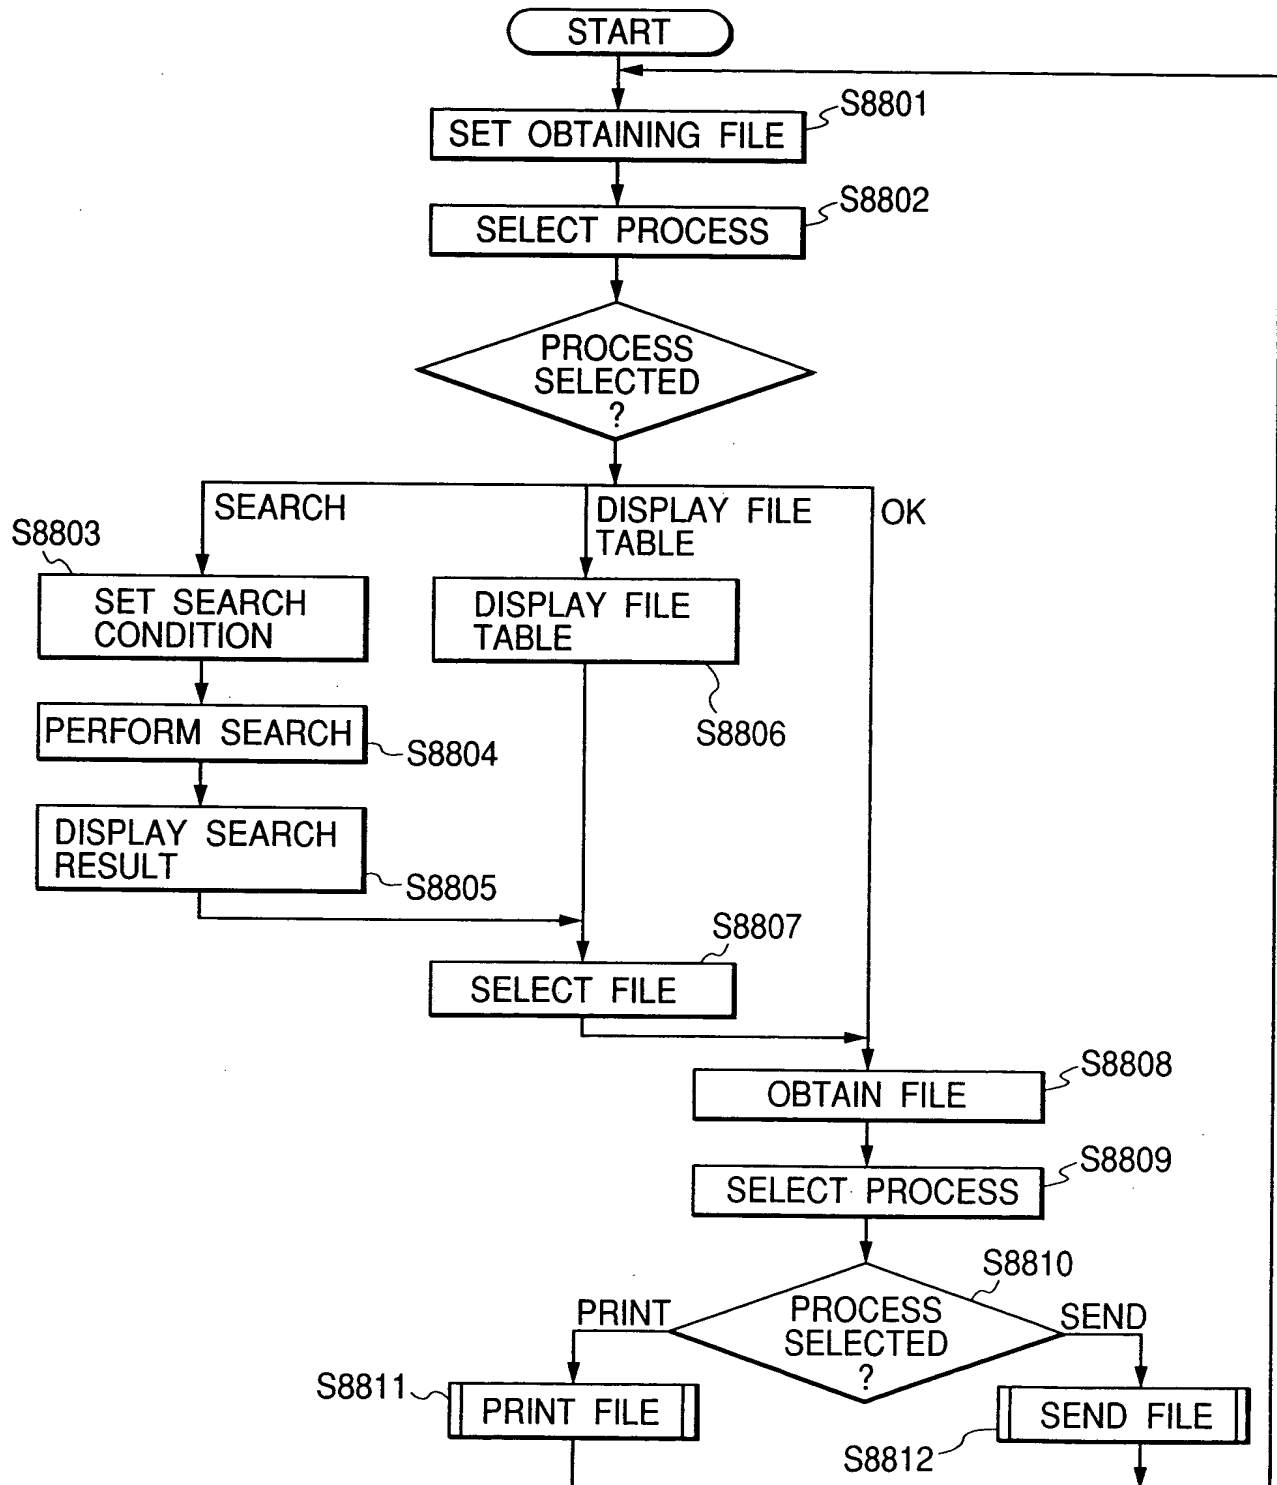 START
S8801
SET OBTAINING FILE
S8802
SELECT PROCESS
PROCESS
SELECTED
?
SEARCH
DISPLAY FILE
TABLE
OK
S8803
SET SEARCH
CONDITION
DISPLAY FILE
TABLE
S8806
PERFORM SEARCH
S8804
DISPLAY SEARCH
RESULT
S8805
S8807
SELECT FILE
S8808
OBTAIN FILE
S8809
SELECT PROCESS
S8810
PROCESS
SELECTED
?
PRINT
SEND
S8811
PRINT FILE
SEND FILE
S8812